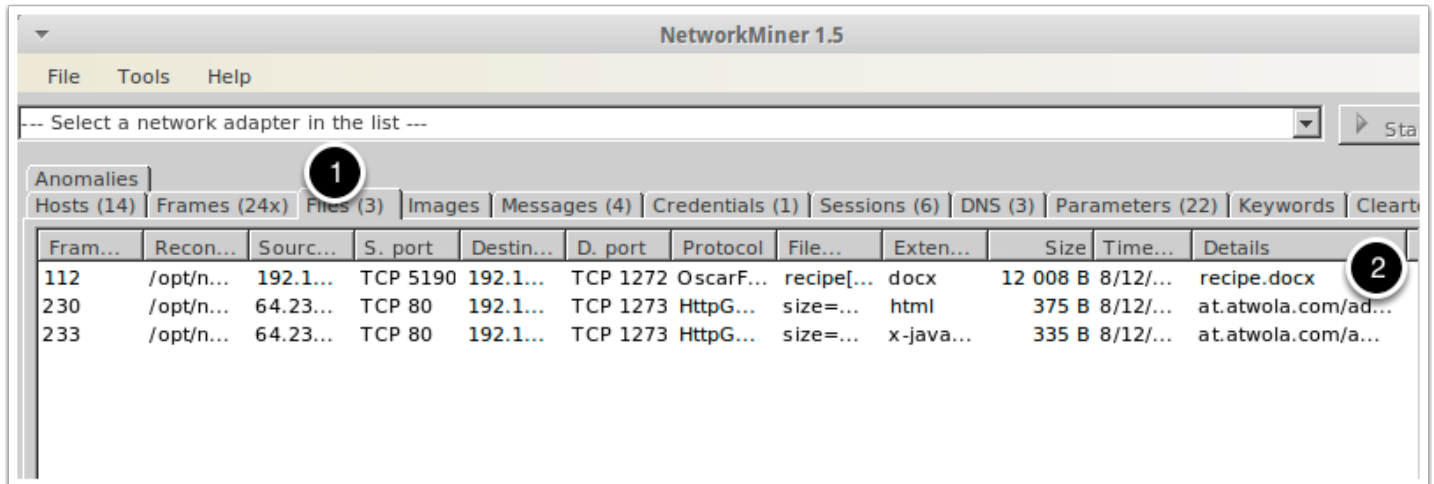 NetworkMiner 1.5
File Tools Help
--- Select a network adapter in the list --- Sta
1
Anomalies
Hosts (14) Frames (24x) Files (3) Images Messages (4) Credentials (1) Sessions (6) DNS (3) Parameters (22) Keywords Clearte
Fram... Recon... Sourc... S. port Destin... D. port Protocol File... Exten... Size Time... Details
2
112 /opt/n... 192.1... TCP 5190 192.1... TCP 1272 OscarF... recipe[... docx 12 008 B 8/12/... recipe.docx
230 /opt/n... 64.23... TCP 80 192.1... TCP 1273 HttpG... size=... html 375 B 8/12/... at.atwola.com/ad...
233 /opt/n... 64.23... TCP 80 192.1... TCP 1273 HttpG... size=... x-java... 335 B 8/12/... at.atwola.com/a...